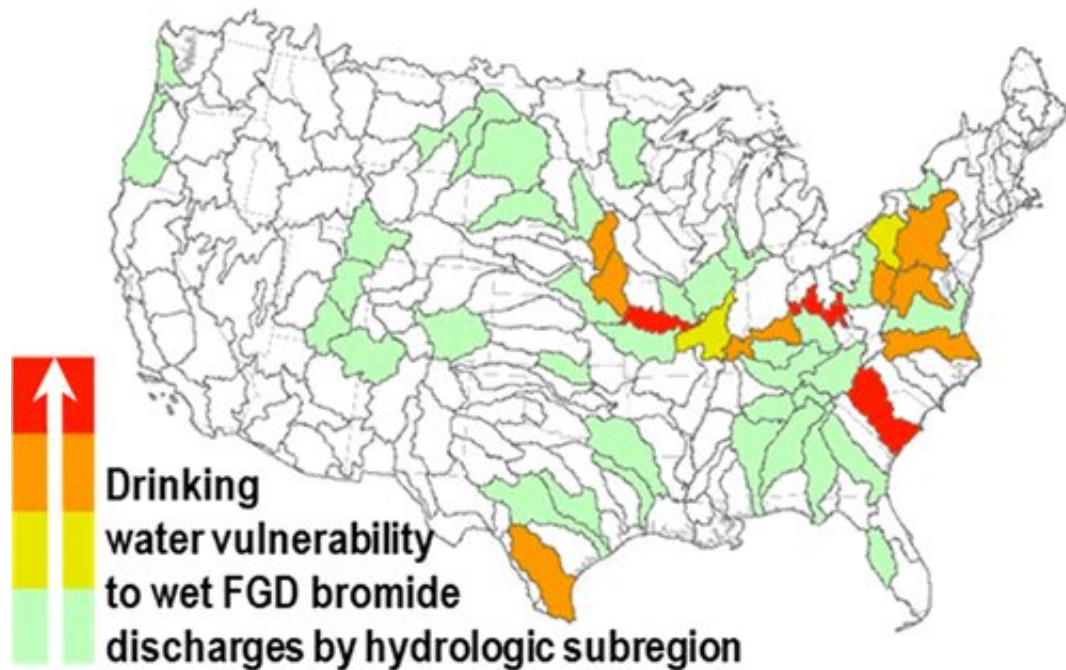 Drinking
water vulnerability
to wet FGD bromide
discharges by hydrologic subregion